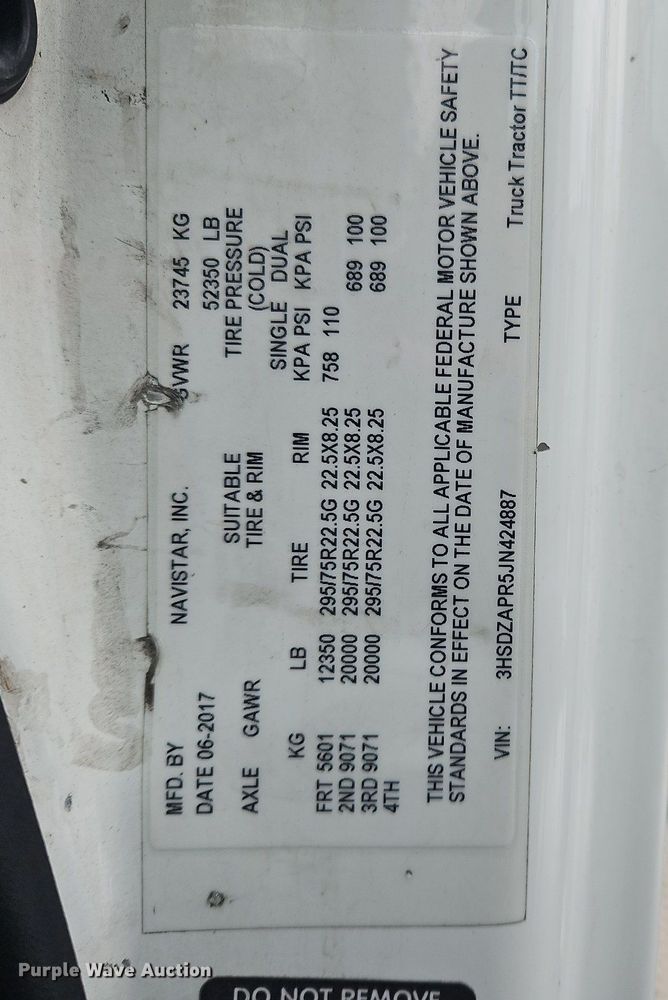 MFD. BY NAVISTAR, INC. GVWR 23745 KG
DATE 06-2017 52350 LB
AXLE GAWR SUITABLE TIRE PRESSURE
TIRE & RIM (COLD)
SINGLE DUAL
KG LB TIRE RIM KPA PSI KPA PSI
FRT 5601 12350 295/75R22.5G 22.5X8.25 758 110
2ND 9071 20000 295/75R22.5G 22.5X8.25 689 100
3RD 9071 20000 295/75R22.5G 22.5X8.25 689 100
4TH
THIS VEHICLE CONFORMS TO ALL APPLICABLE FEDERAL MOTOR VEHICLE SAFETY
STANDARDS IN EFFECT ON THE DATE OF MANUFACTURE SHOWN ABOVE.
VIN: 3HSDZAPR5JN424887 TYPE Truck Tractor TT/TC
DO NOT REMOVE
Purple Wave Auction